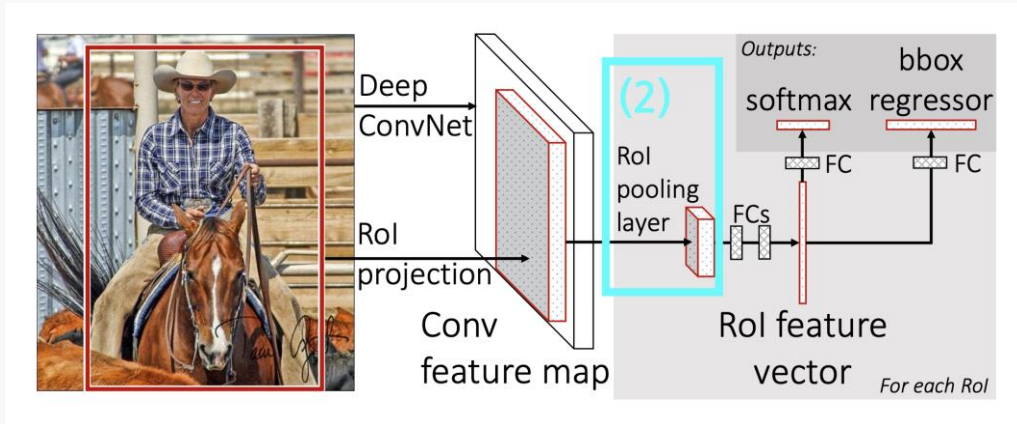 Deep
ConvNet
RoI
projection
Conv
feature map
(2)
RoI
pooling
layer
FCs
Outputs:
softmax
bbox
regressor
FC
FC
RoI feature
vector
For each RoI